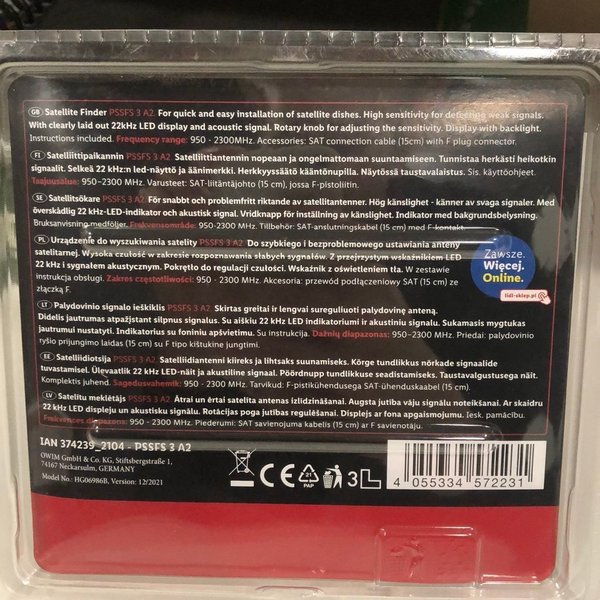 GB Satellite Finder PSSFS 3 A2 For quick and easy installation of satellite dishes. High sensitivity for detecting weak signals.
With clearly laid out 22kHz LED display and acoustic signal. Rotary knob for adjusting the sensitivity. Display with backlight.
Instructions included. Frequency range: 950 - 2300MHz. Accessories: SAT connection cable (15cm) with F plug connector.
FI Satelliittipaikannin PSSFS 3 A2 Satelliittiantennin nopeaan ja ongelmattomaan suuntaamiseen. Tunnistaa herkästi heikotkin
signaalit. Selkeä 22 kHz:n led-näyttö ja äänimerkki. Herkkyyssäätö kääntönupilla. Näytössä taustavalaistus. Sis. käyttöohjeet.
Taajuusalue: 950–2300 MHz. Varusteet: SAT-liitäntäjohto (15 cm), jossa F-pistoliitin.
SE Satellitsökare PSSFS 3 A2 För snabbt och problemfritt riktande av satellitantenner. Hög känslighet - känner av svaga signaler. Med
överskådlig 22 kHz-LED-indikator och akustisk signal. Vridknapp för inställning av känslighet. Indikator med bakgrundsbelysning.
Bruksanvisning medföljer. Frekvensområde: 950-2300 MHz. Tillbehör: SAT-anslutningskabel (15 cm) med F-kontakt.
PL Urządzenie do wyszukiwania satelity PSSFS 3 A2 Do szybkiego i bezproblemowego ustawiania anteny
satelitarnej. Wysoka czułość w zakresie rozpoznawania słabych sygnałów. Z przejrzystym wskaźnikiem LED
22 kHz i sygnałem akustycznym. Pokrętło do regulacji czułości. Wskaźnik z oświetleniem tła. W zestawie
instrukcja obsługi. Zakres częstotliwości: 950 - 2300 MHz. Akcesoria: przewód podłączeniowy SAT (15 cm) ze
złączką F.
Zawsze.
Więcej.
Online.
lidl-sklep.pl
LT Palydovinio signalo ieškiklis PSSFS 3 A2 Skirtas greitai ir lengvai sureguliuoti palydovinę anteną.
Didelis jautrumas atpažįstant silpnus signalus. Su aiškiu 22 kHz LED indikatoriumi ir akustiniu signalu. Sukamasis mygtukas
jautrumui nustatyti. Indikatorius su foniniu apšvietimu. Su instrukcija. Dažnių diapazonas: 950–2300 MHz. Priedai: palydovinio
ryšio prijungimo laidas (15 cm) su F tipo kištukine jungtimi.
EE Satelliidiotsija PSSFS 3 A2 Satelliidiantenni kiireks ja lihtsaks suunamiseks. Kõrge tundlikkus nõrkade signaalide
tuvastamisel. Ülevaatlik 22 kHz LED-näit ja akustiline signaal. Pöördnupp tundlikkuse seadistamiseks. Taustavalgustusega näit.
Komplektis juhend. Sagedusvahemik: 950 - 2300 MHz. Tarvikud: F-pistikühendusega SAT-ühenduskaabel (15 cm).
LV Satelītu meklētājs PSSFS 3 A2. Ātrai un ērtai satelīta antenas izlīdzināšanai. Augsta jutība vāju signālu noteikšanai. Ar skaidru
22 kHz LED displeju un akustisku signālu. Rotācijas poga jutības regulēšanai. Displejs ar fona apgaismojumu. Iesk. pamācību.
Frekvences diapazons: 950 - 2300 MHz. Piederumi: SAT savienojuma kabelis (15 cm) ar F savienotāju.
IAN 374239_2104 - PSSFS 3 A2
OWIM GmbH & Co. KG, Stiftsbergstraße 1,
74167 Neckarsulm, GERMANY
Model No.: HG06986B, Version: 12/2021
CE
21
PAP
3
4 055334 572231